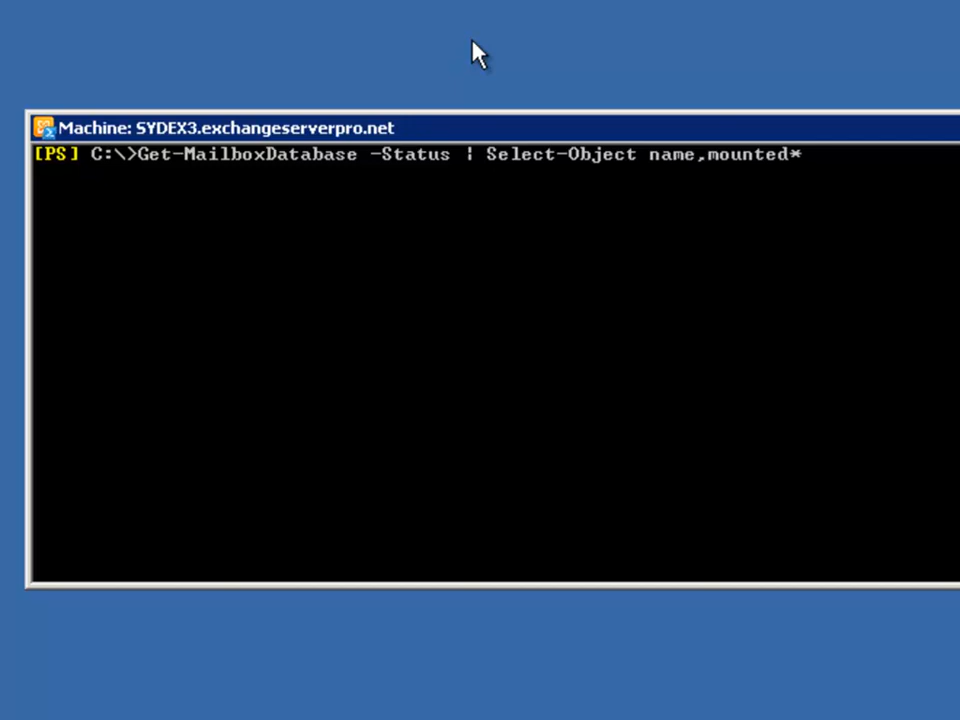 Machine: SYDEX3.exchangeserverpro.net
[PS] C:\>Get-MailboxDatabase -Status | Select-Object name,mounted*